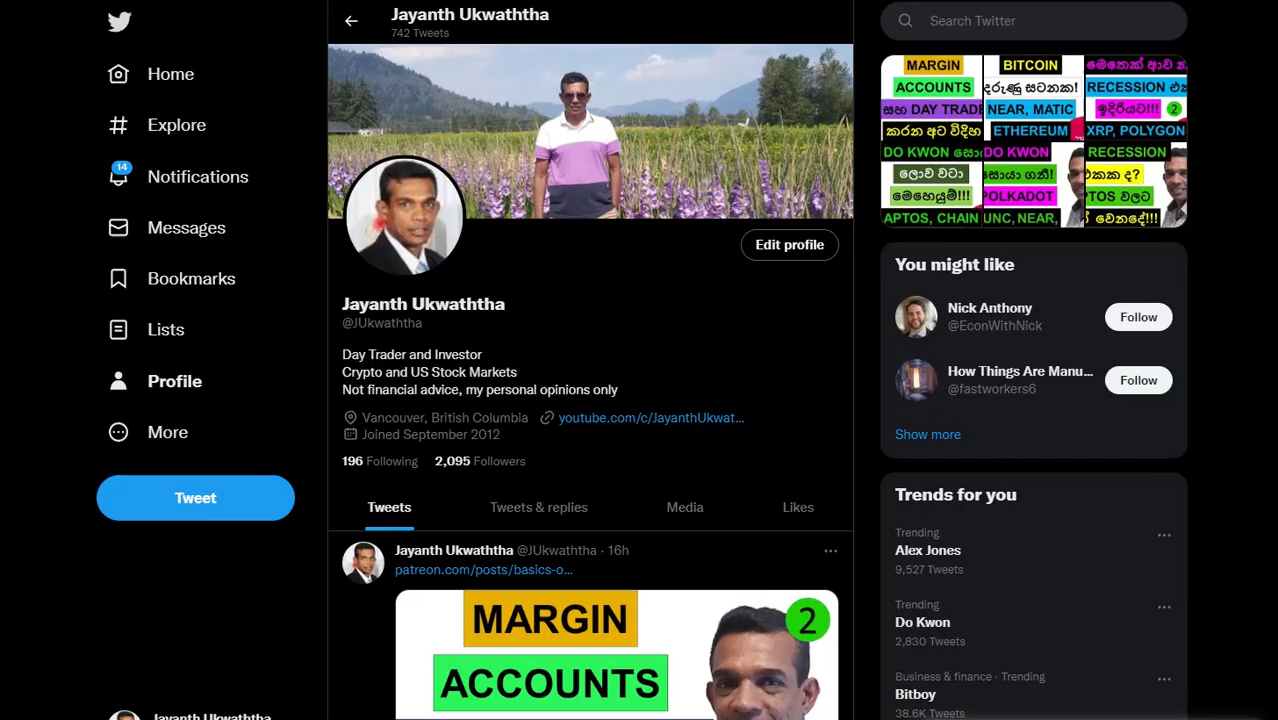 Home
Explore
14
Notifications
Messages
Bookmarks
Lists
Profile
More
Tweet
Jayanth Ukwaththa
Jayanth Ukwaththa
742 Tweets
Edit profile
Jayanth Ukwaththa
@JUkwaththa
Day Trader and Investor
Crypto and US Stock Markets
Not financial advice, my personal opinions only
Vancouver, British Columbia youtube.com/c/JayanthUkwat...
Joined September 2012
196 Following 2,095 Followers
Tweets Tweets & replies Media Likes
Jayanth Ukwaththa @JUkwaththa · 16h
patreon.com/posts/basics-o...
MARGIN
2
ACCOUNTS
Search Twitter
MARGIN
ACCOUNTS
සහ DAY TRADE
කරන අට විදිහ
DO KWON
ලොව වටා
මෙහෙයුම්!!!
APTOS, CHAIN
BITCOIN
දරුණු සටනක!
NEAR, MATIC
ETHEREUM
DO KWON
සොයා ගනී!
POLKADOT
UNC, NEAR,
මෙතෙක් ආව
RECESSION එක
ඉදිරියට!!! 2
XRP, POLYGON
RECESSION
එකක ද?
TOS වලට
වෙනදේ!!!
You might like
Nick Anthony
@EconWithNick
Follow
How Things Are Manu...
@fastworkers6
Follow
Show more
Trends for you
Trending
Alex Jones
9,527 Tweets
Trending
Do Kwon
2,830 Tweets
Business & finance · Trending
Bitboy
38.6K Tweets